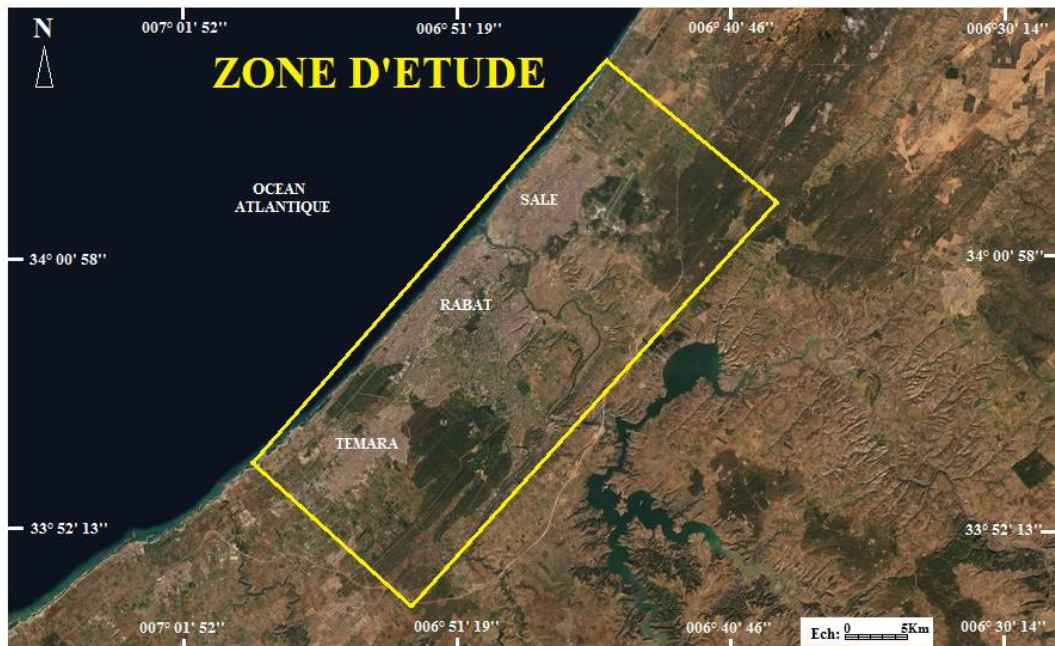 007° 01' 52'' 006° 51' 19'' 006° 40' 46'' 006° 30' 14''
N
ZONE D'ETUDE
OCEAN
ATLANTIQUE
SALE
34° 00' 58'' 34° 00' 58''
RABAT
TEMARA
33° 52' 13'' 33° 52' 13''
007° 01' 52'' 006° 51' 19'' 006° 40' 46'' 006° 30' 14''
Ech: 0 5Km